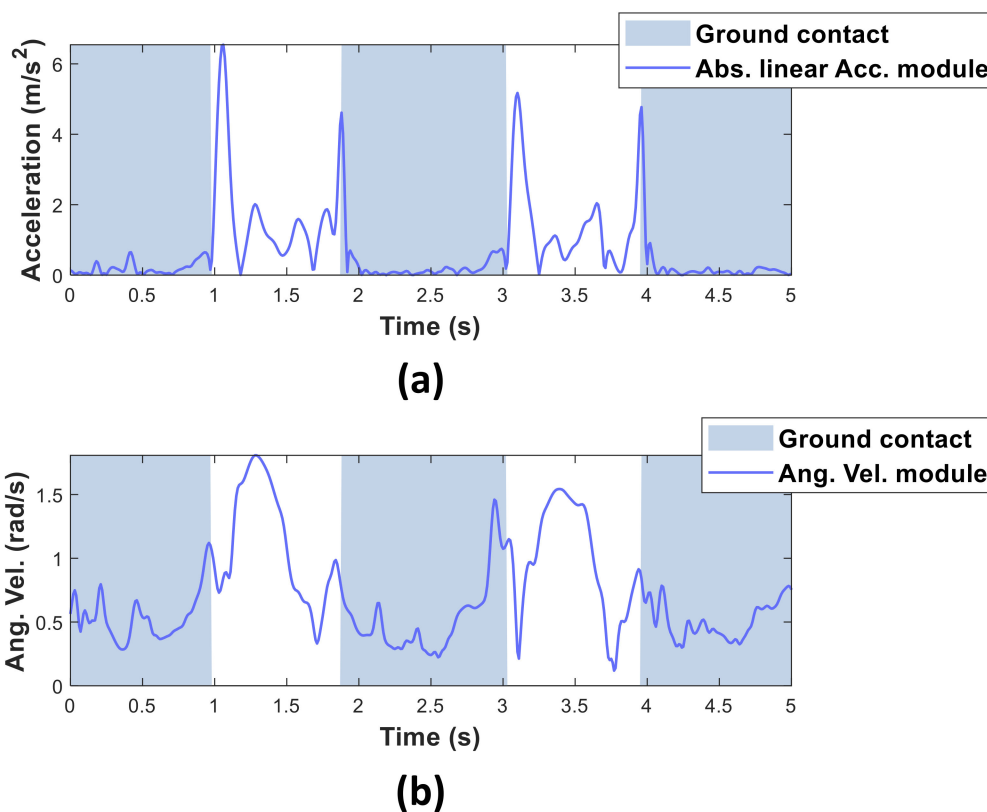 Ground contact
Abs. linear Acc. module
Acceleration (m/s²)
6
4
2
0
0 0.5 1 1.5 2 2.5 3 3.5 4 4.5 5
Time (s)
(a)
Ground contact
Ang. Vel. module
Ang. Vel. (rad/s)
1.5
1
0.5
0
0 0.5 1 1.5 2 2.5 3 3.5 4 4.5 5
Time (s)
(b)